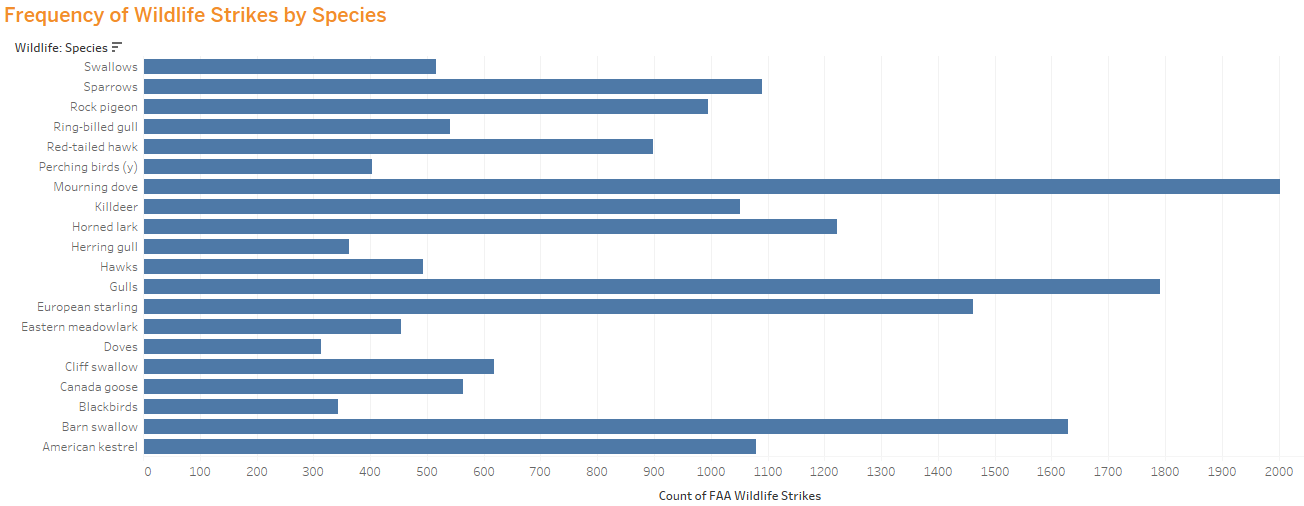 Frequency of Wildlife Strikes by Species
Wildlife: Species
Swallows
Sparrows
Rock pigeon
Ring-billed gull
Red-tailed hawk
Perching birds (y)
Mourning dove
Killdeer
Horned lark
Herring gull
Hawks
Gulls
European starling
Eastern meadowlark
Doves
Cliff swallow
Canada goose
Blackbirds
Barn swallow
American kestrel
0 100 200 300 400 500 600 700 800 900 1000 1100 1200 1300 1400 1500 1600 1700 1800 1900 2000
Count of FAA Wildlife Strikes